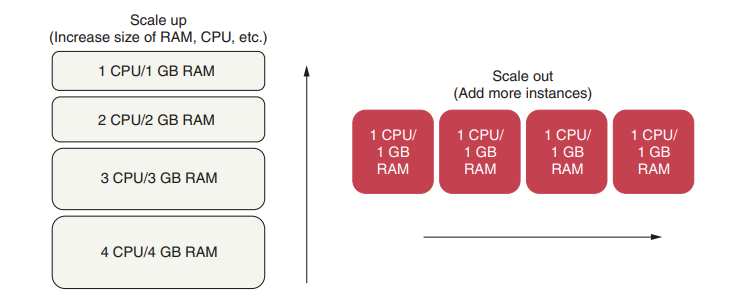 Scale up
(Increase size of RAM, CPU, etc.)
1 CPU/1 GB RAM
2 CPU/2 GB RAM
3 CPU/3 GB RAM
4 CPU/4 GB RAM
Scale out
(Add more instances)
1 CPU/
1 GB
RAM
1 CPU/
1 GB
RAM
1 CPU/
1 GB
RAM
1 CPU/
1 GB
RAM